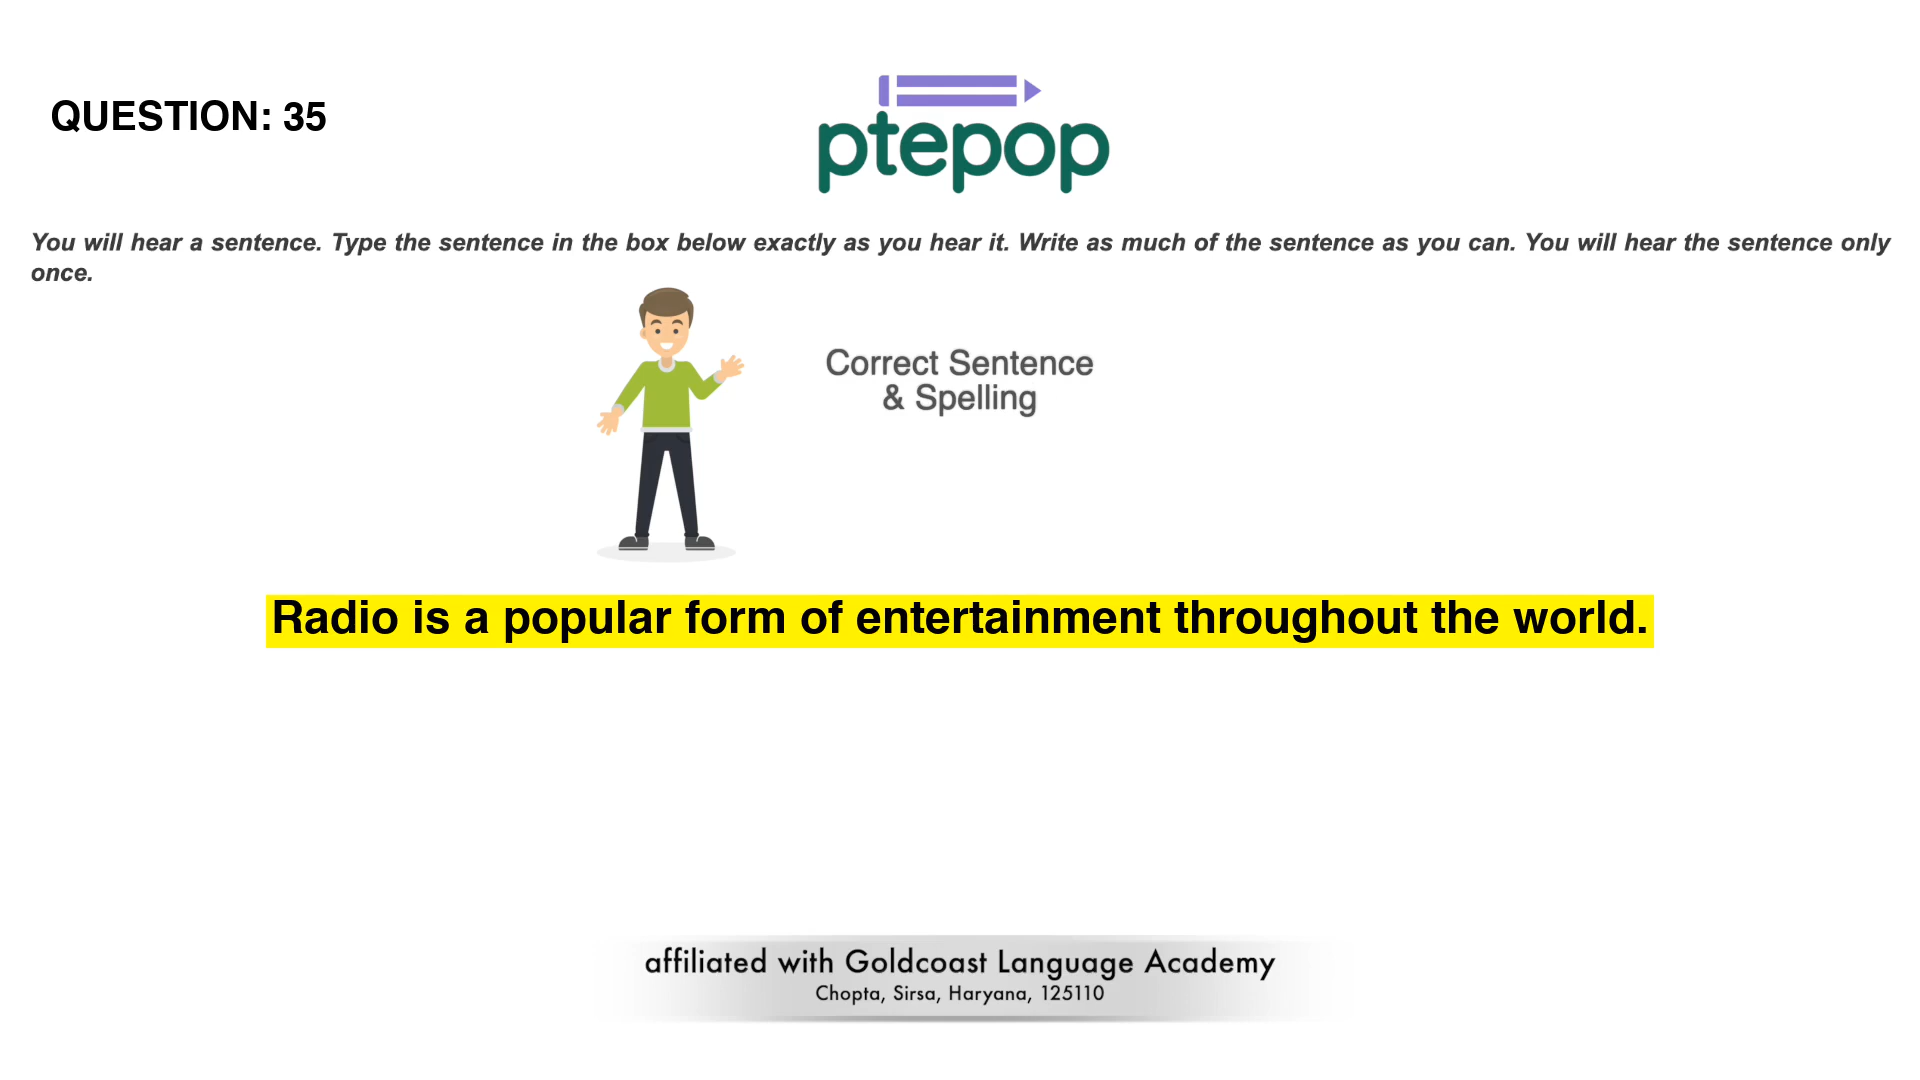 QUESTION: 35
ptepop
You will hear a sentence. Type the sentence in the box below exactly as you hear it. Write as much of the sentence as you can. You will hear the sentence only
once.
Correct Sentence
& Spelling
Radio is a popular form of entertainment throughout the world.
affiliated with Goldcoast Language Academy
Chopta, Sirsa, Haryana, 125110